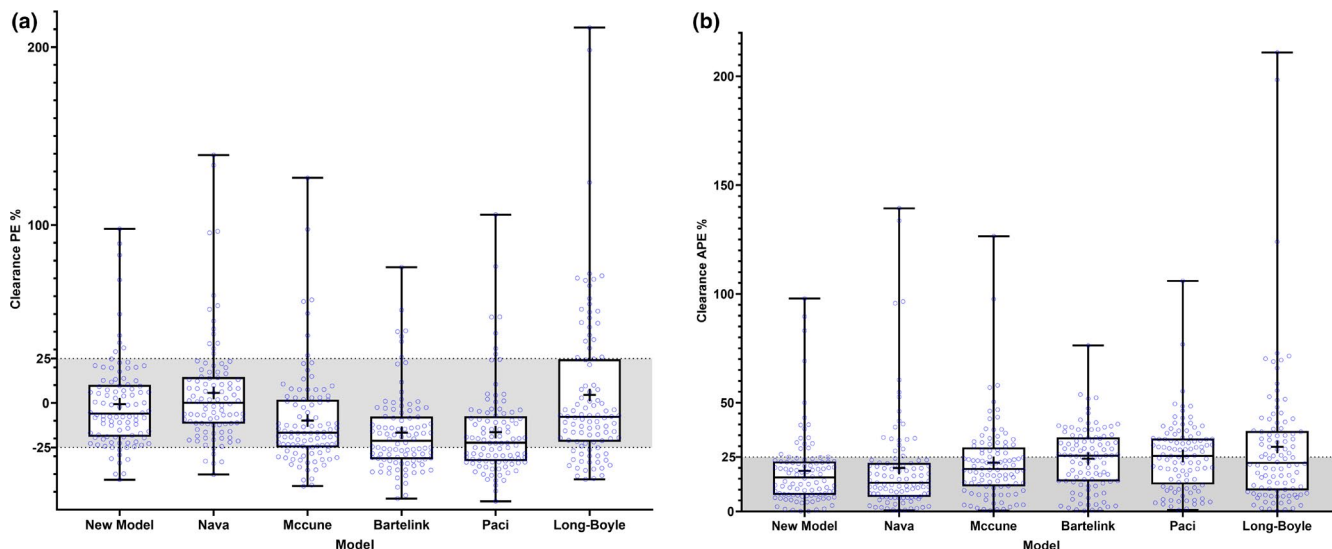 (a)
Clearance PE %
200
100
25
0
-25
New Model Nava Mccune Bartelink Paci Long-Boyle
Model
(b)
Clearance APE %
200
150
100
50
25
0
New Model Nava Mccune Bartelink Paci Long-Boyle
Model